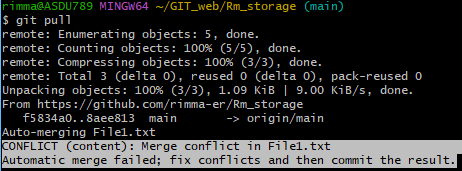 rimma@ASDU789 MINGW64 ~/GIT_web/Rm_storage (main)
$ git pull
remote: Enumerating objects: 5, done.
remote: Counting objects: 100% (5/5), done.
remote: Compressing objects: 100% (3/3), done.
remote: Total 3 (delta 0), reused 0 (delta 0), pack-reused 0
Unpacking objects: 100% (3/3), 1.09 KiB | 9.00 KiB/s, done.
From https://github.com/rimma-er/Rm_storage
   f5834a0..8aee813  main       -> origin/main
Auto-merging File1.txt
CONFLICT (content): Merge conflict in File1.txt
Automatic merge failed; fix conflicts and then commit the result.